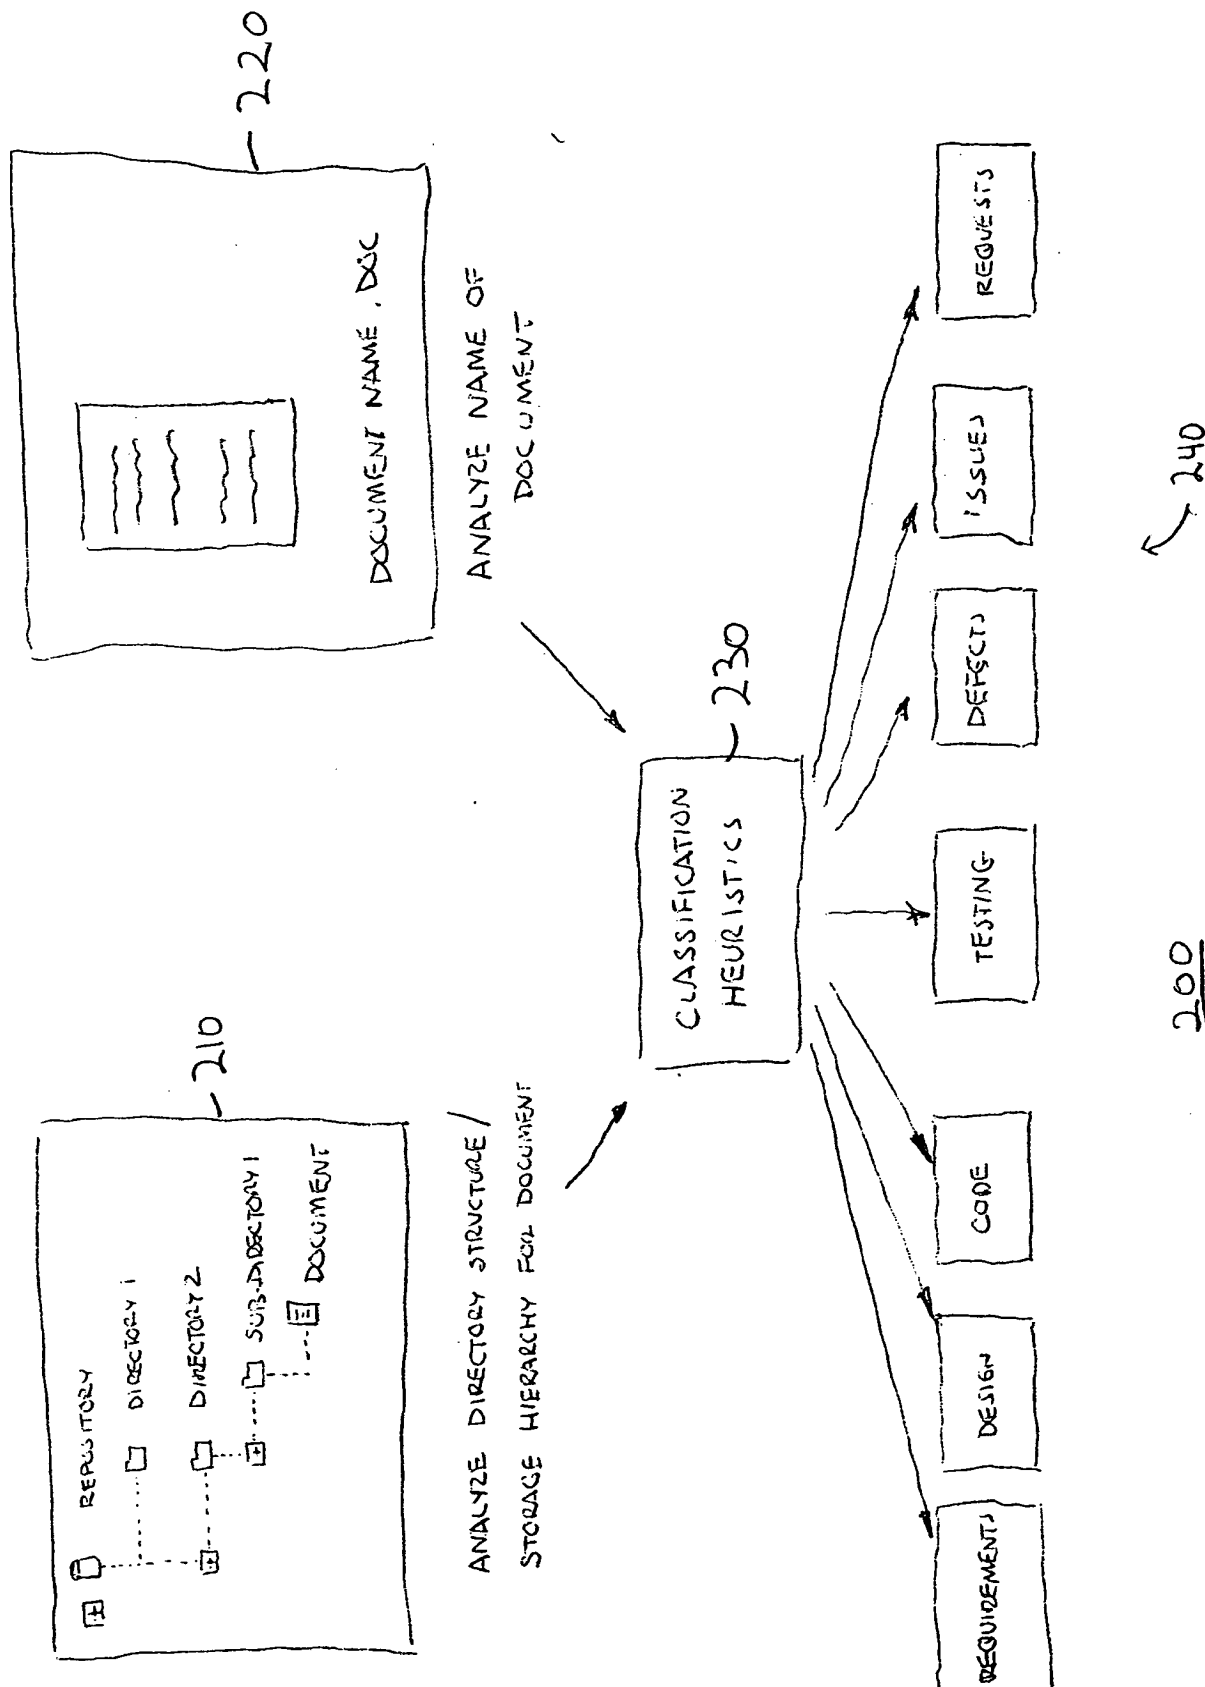 REPOSITORY
DIRECTORY 1
DIRECTORY 2
SUB-DIRECTORY 1
DOCUMENT
210
ANALYZE DIRECTORY STRUCTURE /
STORAGE HIERARCHY FOR DOCUMENT
DOCUMENT NAME . DOC
220
ANALYZE NAME OF
DOCUMENT
CLASSIFICATION
HEURISTICS
230
REQUIREMENTS
DESIGN
CODE
TESTING
DEFECTS
ISSUES
REQUESTS
240
200